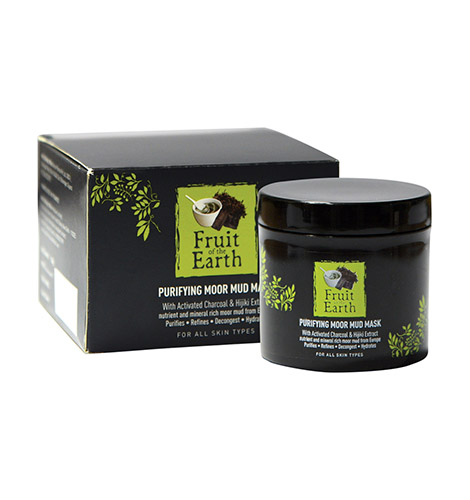 Fruit
of the
Earth
PURIFYING MOOR MUD MA
With Activated Charcoal & Hijiki Extra
nutrient and mineral rich moor mud from E
Purifies • Refines • Decongest • Hydra
FOR ALL SKIN TYPES
Fruit
of the
Earth
PURIFYING MOOR MUD MASK
With Activated Charcoal & Hijiki Extract
nutrient and mineral rich moor mud from Europe
Purifies • Refines • Decongest • Hydrates
FOR ALL SKIN TYPES